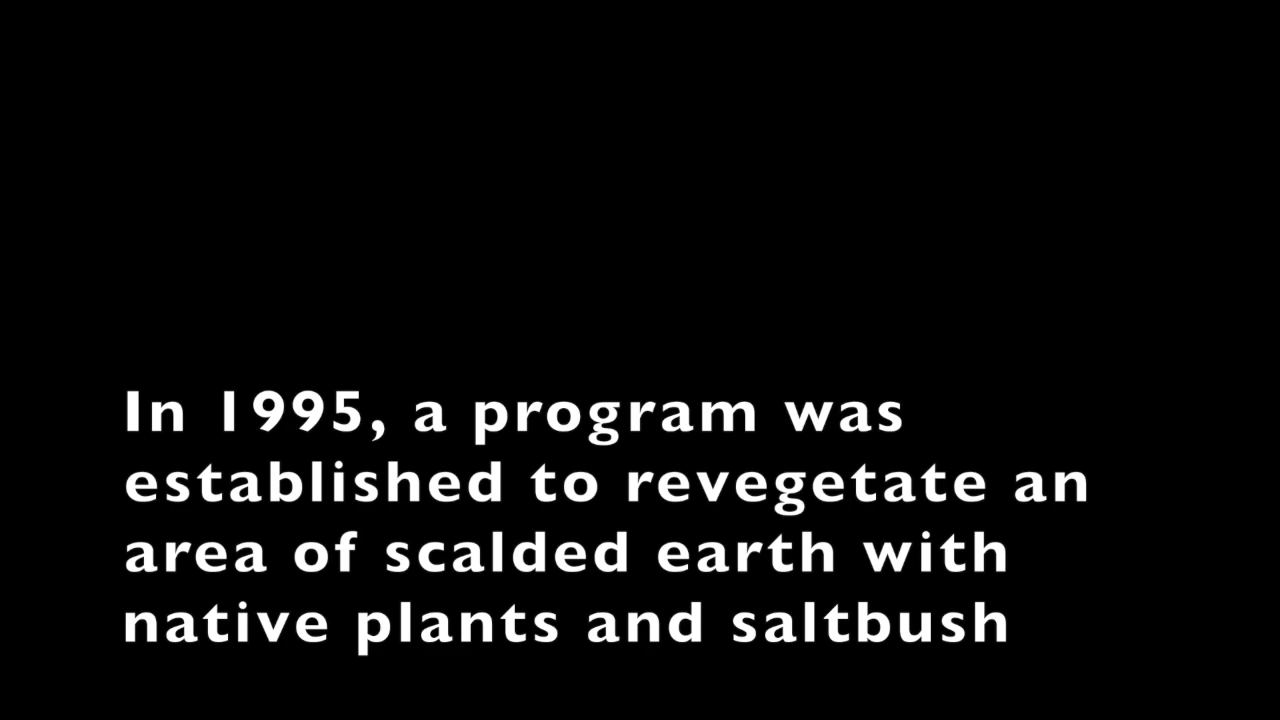 In 1995, a program was
established to revegetate an
area of scalded earth with
native plants and saltbush